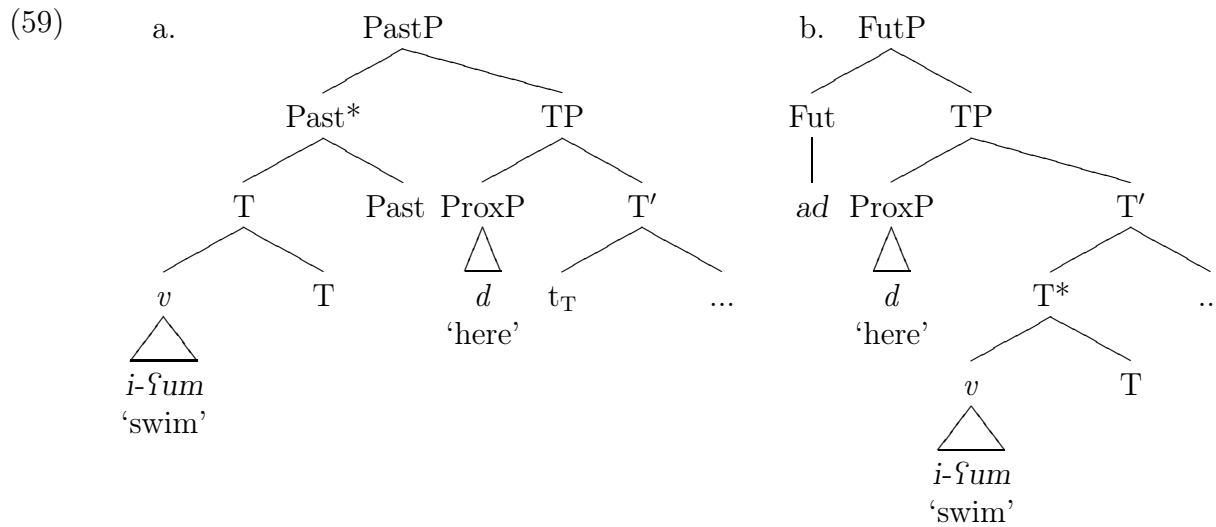 (59) a. PastP b. FutP
Past* TP Fut TP
T Past ProxP T′ ad ProxP T′
v T d t_T ... d T* ..
‘here’ ‘here’
i-ʕum v T
‘swim’
i-ʕum
‘swim’